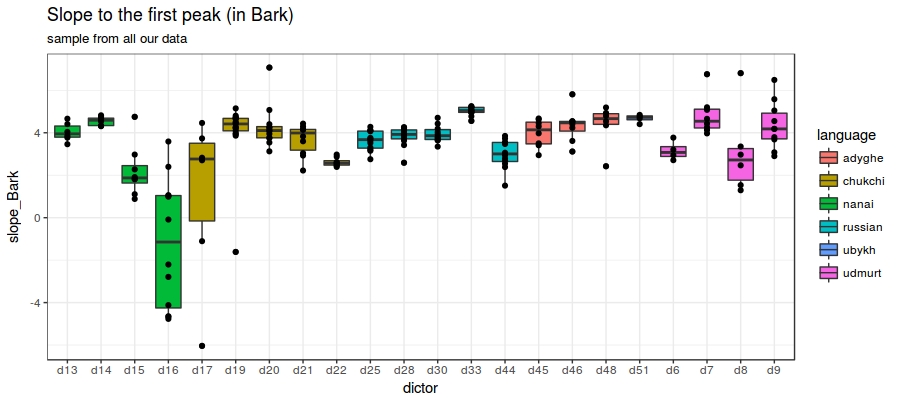 Slope to the first peak (in Bark)
sample from all our data
slope_Bark
4
0
-4
d13 d14 d15 d16 d17 d19 d20 d21 d22 d25 d28 d30 d33 d44 d45 d46 d48 d51 d6 d7 d8 d9
dictor
language
adyghe
chukchi
nanai
russian
ubykh
udmurt